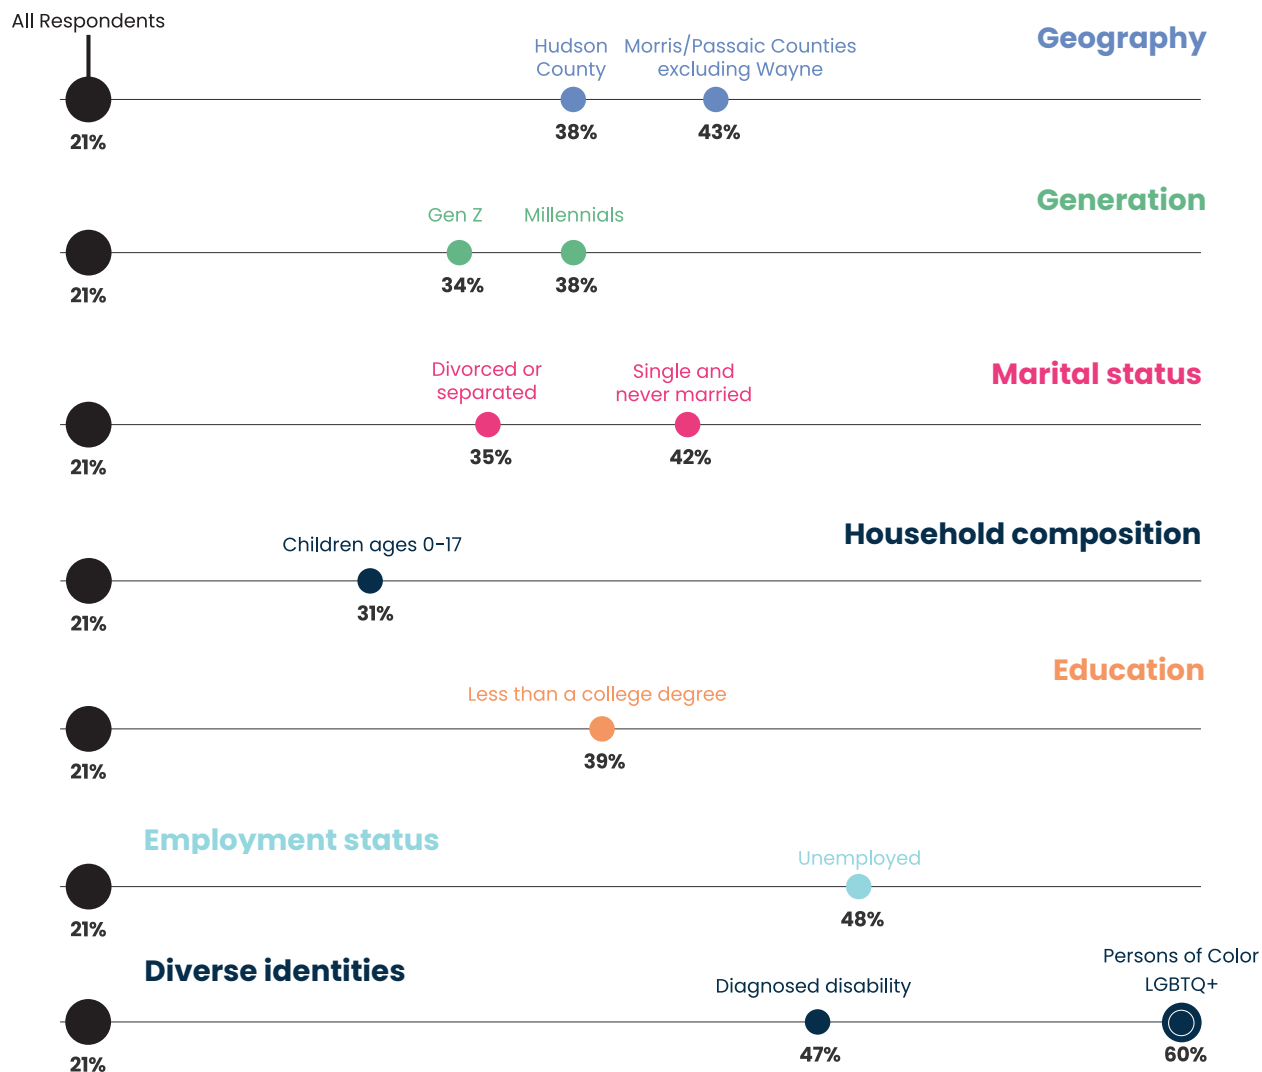 All Respondents
Geography
Hudson
County
Morris/Passaic Counties
excluding Wayne
21%
38%
43%
Generation
Gen Z
Millennials
21%
34%
38%
Marital status
Divorced or
separated
Single and
never married
21%
35%
42%
Household composition
Children ages 0-17
21%
31%
Education
Less than a college degree
21%
39%
Employment status
Unemployed
21%
48%
Diverse identities
Diagnosed disability
Persons of Color
LGBTQ+
21%
47%
60%